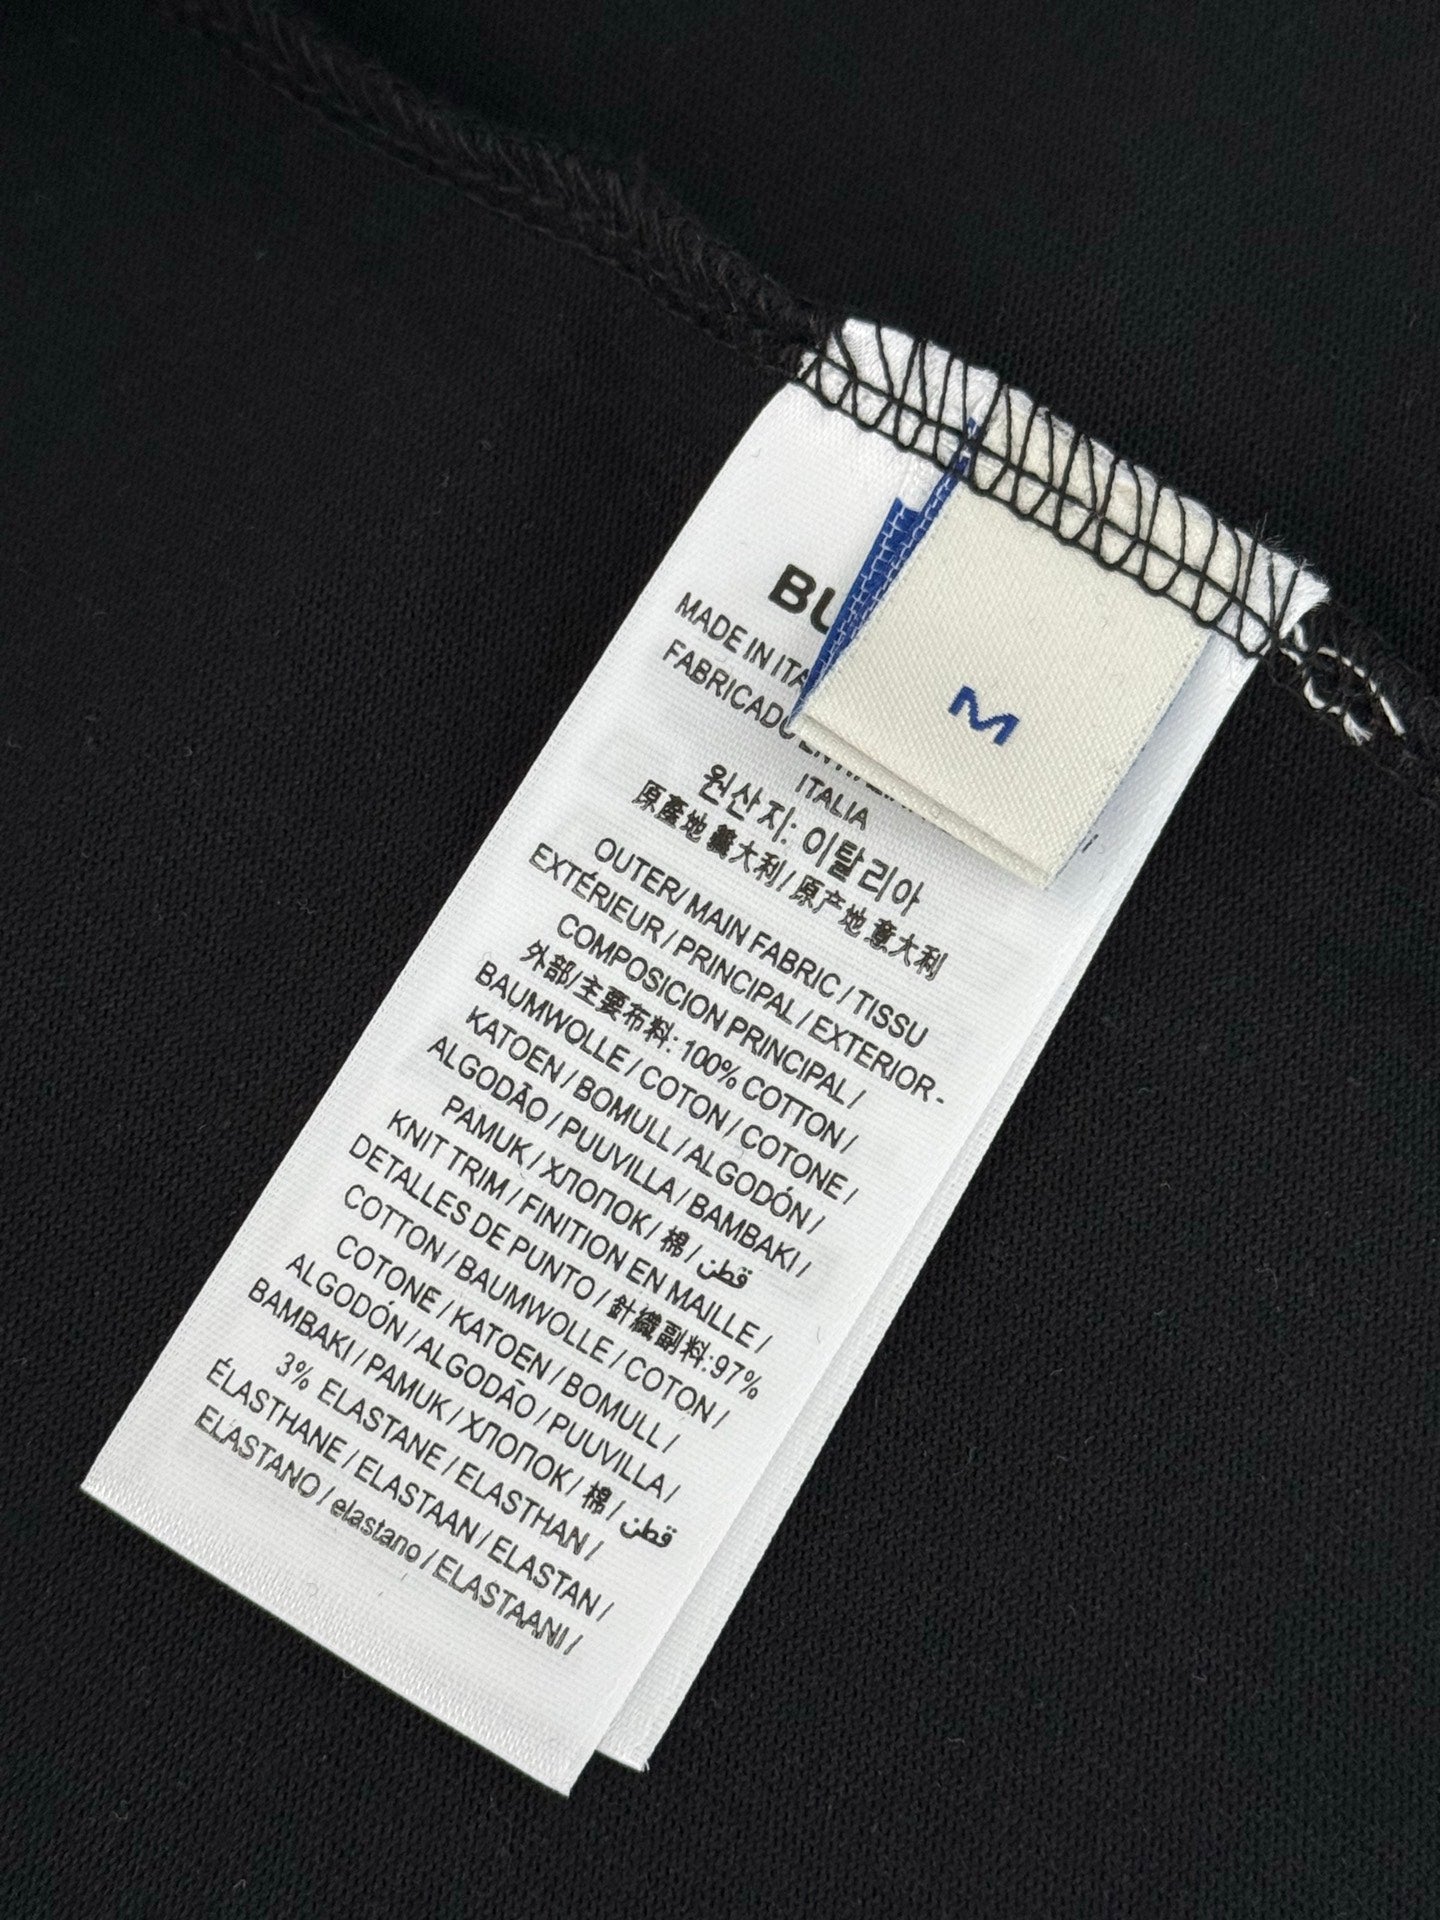 BU
MADE IN ITA
FABRICADO EN
ITALIA
원산지: 이탈리아
原產地 義大利 / 原产地 意大利
OUTER/ MAIN FABRIC / TISSU
EXTÉRIEUR / PRINCIPAL / EXTERIOR -
COMPOSICION PRINCIPAL /
外部/主要布料: 100% COTTON /
BAUMWOLLE / COTON / COTONE /
KATOEN / BOMULL / ALGODÓN /
ALGODÃO / PUUVILLA / BAMBAKI /
PAMUK / ХЛОПОК / 棉 / قطن
KNIT TRIM / FINITION EN MAILLE /
DETALLES DE PUNTO / 針織副料:97%
COTTON / BAUMWOLLE / COTON /
COTONE / KATOEN / BOMULL /
ALGODÓN / ALGODÃO / PUUVILLA /
BAMBAKI / PAMUK / ХЛОПОК / 棉 / قطن
3% ELASTANE / ELASTHAN /
ÉLASTHANE / ELASTAAN / ELASTAN /
ELASTANO / elastano / ELASTAANI /
M